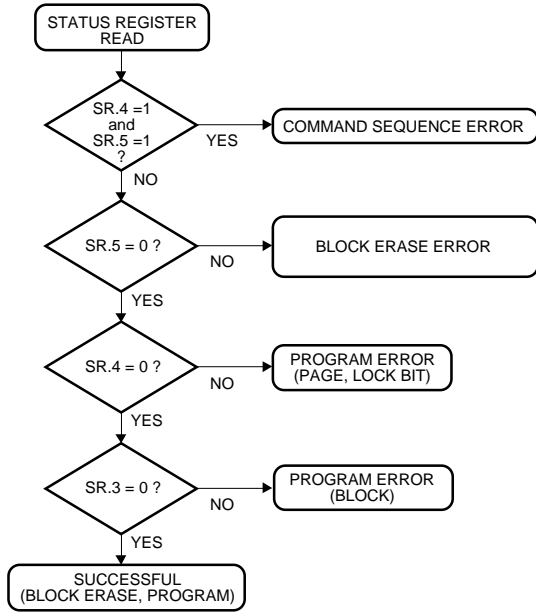 STATUS REGISTER
READ
SR.4 =1
and
SR.5 =1
?
YES
COMMAND SEQUENCE ERROR
NO
SR.5 = 0 ?
NO
BLOCK ERASE ERROR
YES
SR.4 = 0 ?
NO
PROGRAM ERROR
(PAGE, LOCK BIT)
YES
SR.3 = 0 ?
NO
PROGRAM ERROR
(BLOCK)
YES
SUCCESSFUL
(BLOCK ERASE, PROGRAM)